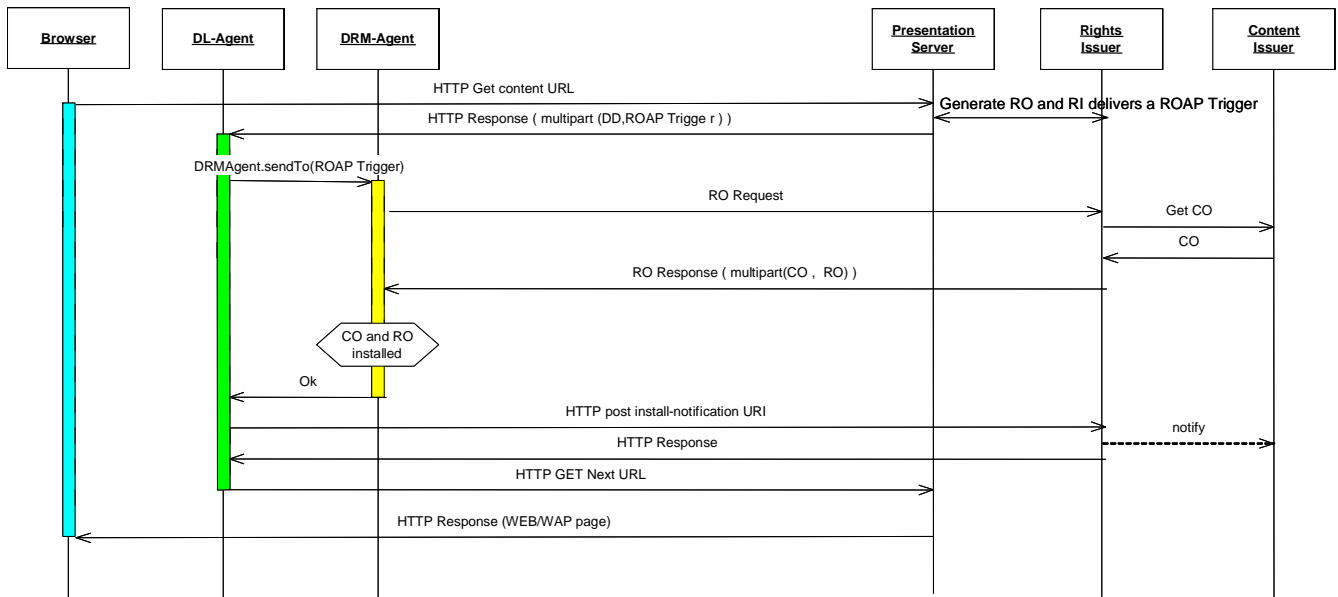 Browser
DL-Agent
DRM-Agent
Presentation
Server
Rights
Issuer
Content
Issuer
HTTP Get content URL
Generate RO and RI delivers a ROAP Trigger
HTTP Response ( multipart (DD,ROAP Trigge r ) )
DRMAgent.sendTo(ROAP Trigger)
RO Request
Get CO
CO
RO Response ( multipart(CO , RO) )
CO and RO
installed
Ok
HTTP post install-notification URI
notify
HTTP Response
HTTP GET Next URL
HTTP Response (WEB/WAP page)